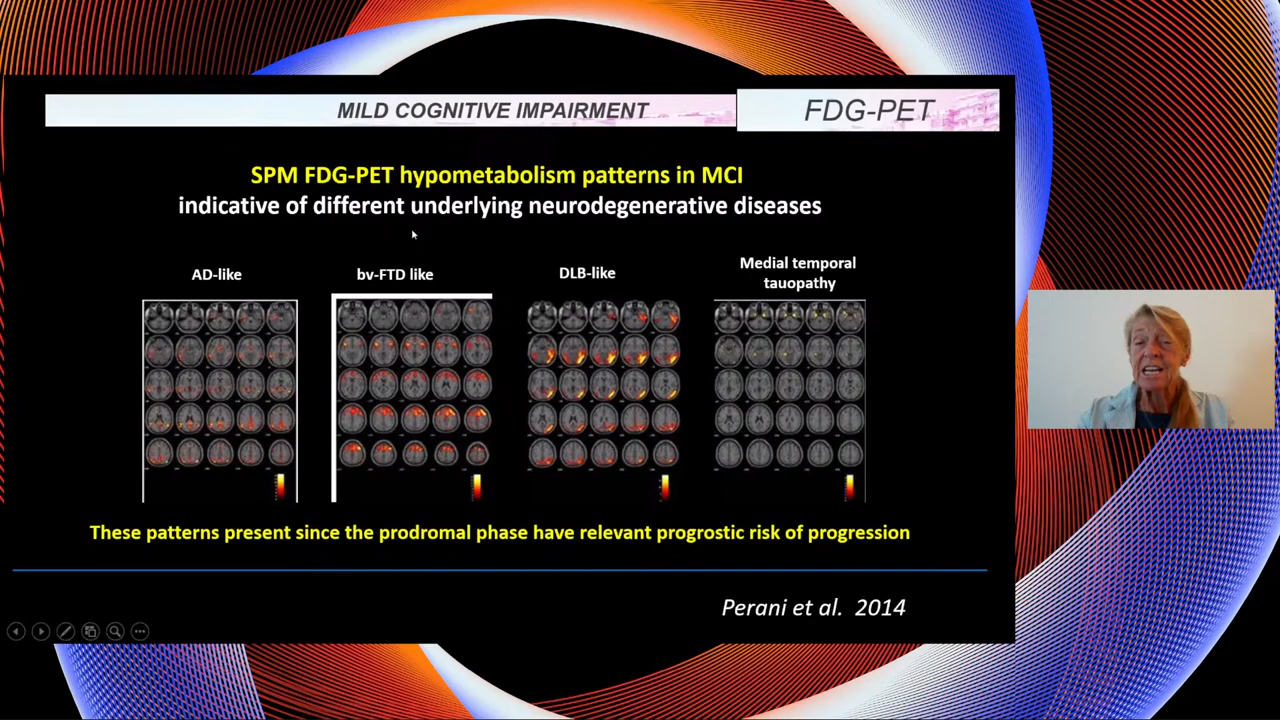 MILD COGNITIVE IMPAIRMENT
FDG-PET
SPM FDG-PET hypometabolism patterns in MCI
indicative of different underlying neurodegenerative diseases
AD-like
bv-FTD like
DLB-like
Medial temporal
tauopathy
These patterns present since the prodromal phase have relevant progrostic risk of progression
Perani et al. 2014